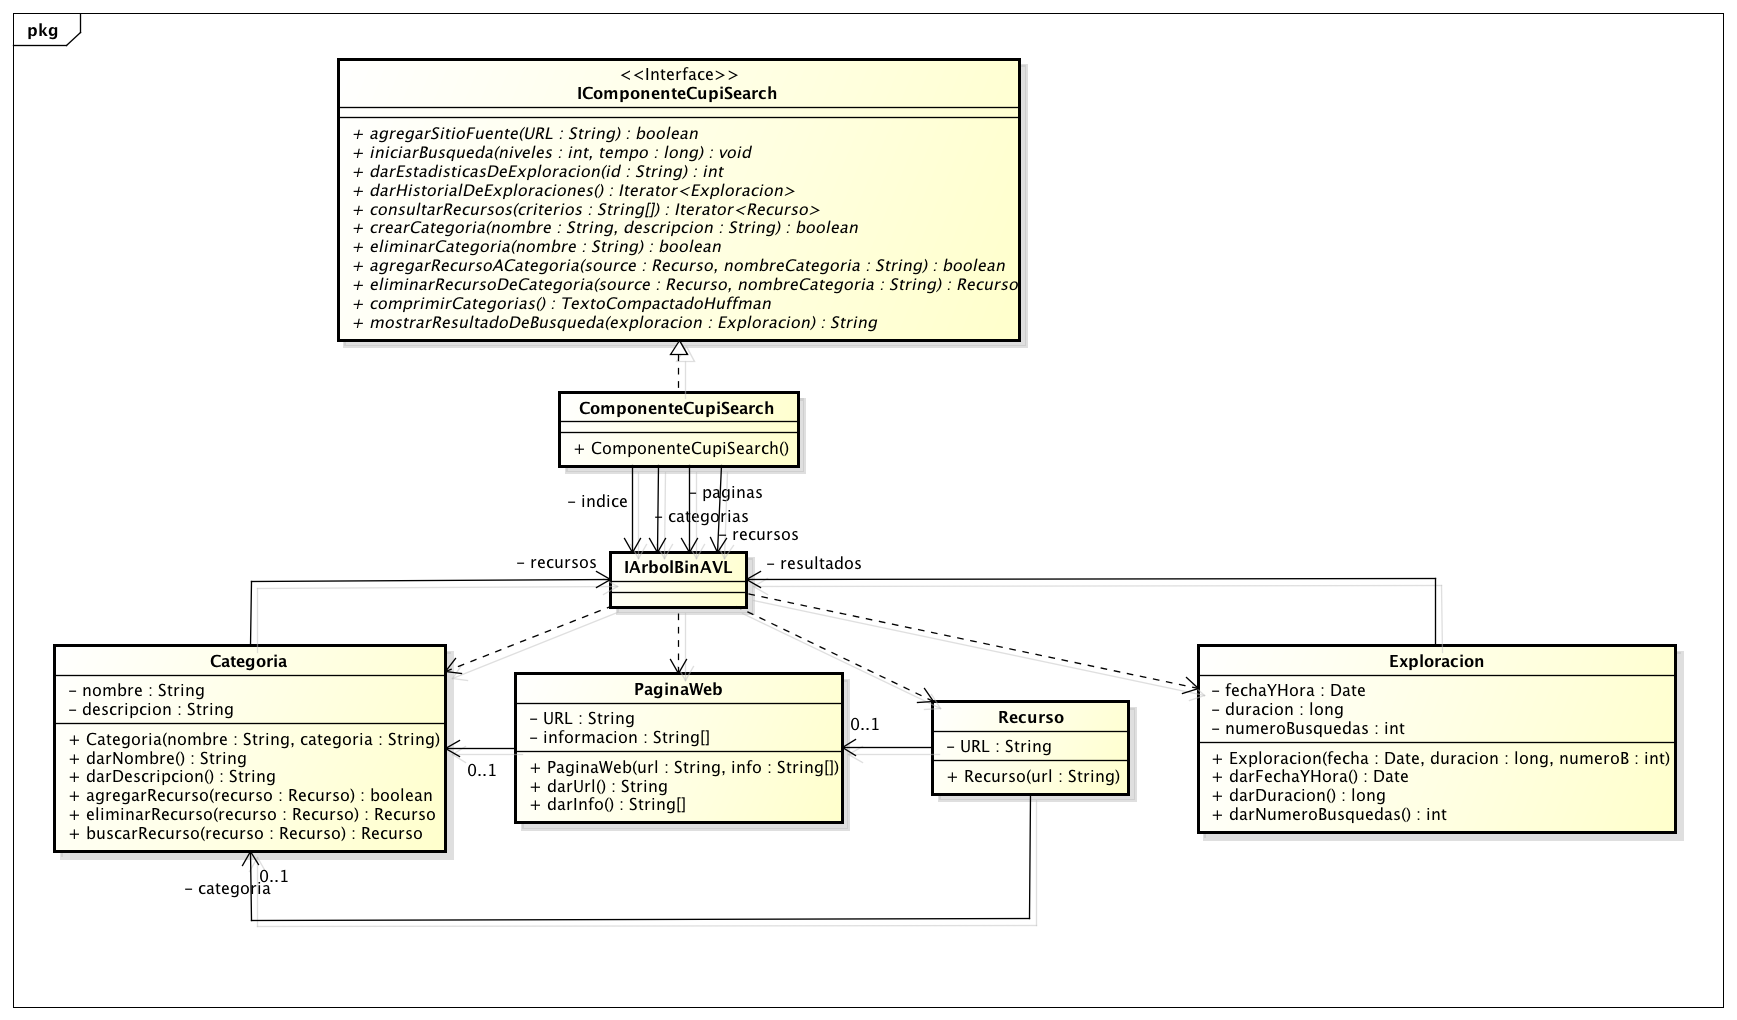 pkg
<<Interface>>
IComponenteCupiSearch
+ agregarSitioFuente(URL : String) : boolean
+ iniciarBusqueda(niveles : int, tempo : long) : void
+ darEstadisticasDeExploracion(id : String) : int
+ darHistorialDeExploraciones() : Iterator<Exploracion>
+ consultarRecursos(criterios : String[]) : Iterator<Recurso>
+ crearCategoria(nombre : String, descripcion : String) : boolean
+ eliminarCategoria(nombre : String) : boolean
+ agregarRecursoACategoria(source : Recurso, nombreCategoria : String) : boolean
+ eliminarRecursoDeCategoria(source : Recurso, nombreCategoria : String) : Recurso
+ comprimirCategorias() : TextoCompactadoHuffman
+ mostrarResultadoDeBusqueda(exploracion : Exploracion) : String
ComponenteCupiSearch
+ ComponenteCupiSearch()
- indice
- paginas
- categorias
- recursos
- recursos
IArbolBinAVL
- resultados
Categoria
- nombre : String
- descripcion : String
+ Categoria(nombre : String, categoria : String)
+ darNombre() : String
+ darDescripcion() : String
+ agregarRecurso(recurso : Recurso) : boolean
+ eliminarRecurso(recurso : Recurso) : Recurso
+ buscarRecurso(recurso : Recurso) : Recurso
0..1
- categoria
0..1
PaginaWeb
- URL : String
- informacion : String[]
+ PaginaWeb(url : String, info : String[])
+ darUrl() : String
+ darInfo() : String[]
0..1
Recurso
- URL : String
+ Recurso(url : String)
Exploracion
- fechaYHora : Date
- duracion : long
- numeroBusquedas : int
+ Exploracion(fecha : Date, duracion : long, numeroB : int)
+ darFechaYHora() : Date
+ darDuracion() : long
+ darNumeroBusquedas() : int